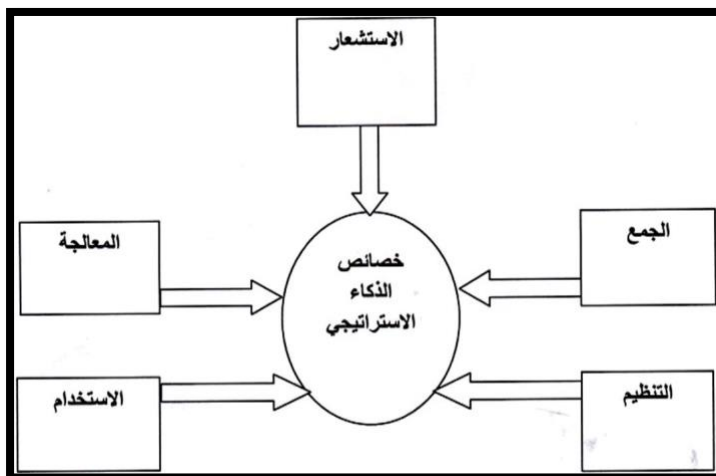 الاستشعار
الجمع
المعالجة
خصائص
الذكاء
الاستراتيجي
التنظيم
الاستخدام